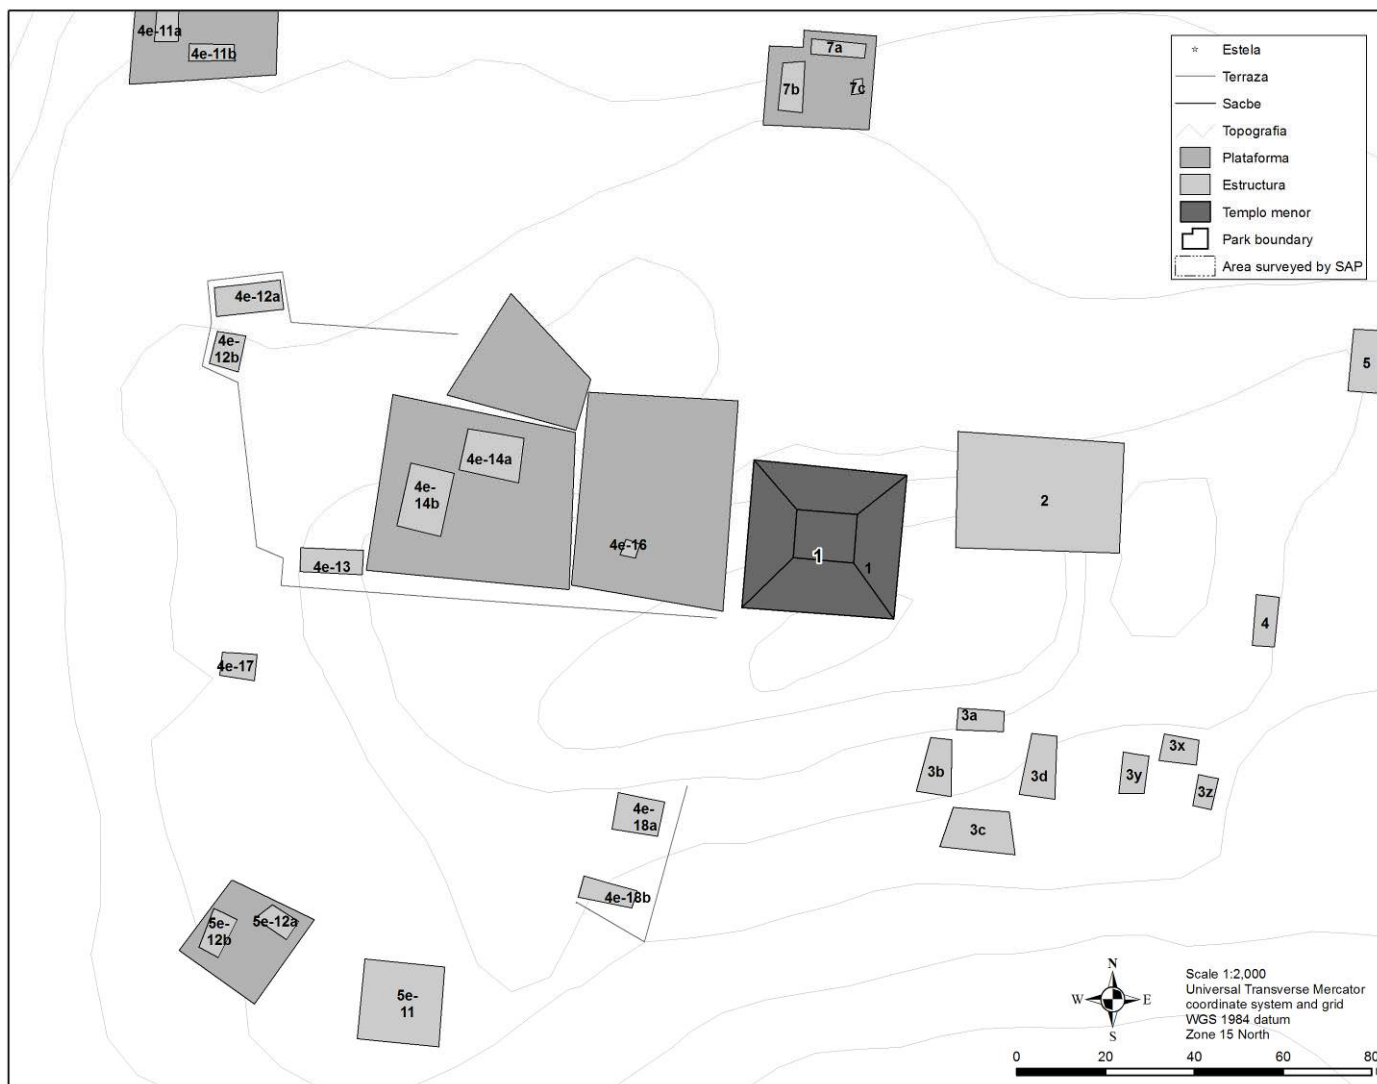 4e-11a
4e-11b
7a
7b
7c
Estela
Terraza
Sacbe
Topografia
Plataforma
Estructura
Templo menor
Park boundary
Area surveyed by SAP
4e-12a
4e-
12b
5
4e-14a
4e-
14b
2
4e-16
1
1
4e-13
4
4e-17
3a
3b
3d
3x
3y
3z
3c
4e-
18a
4e-18b
5e-12a
5e-
12b
5e-
11
N
W
E
S
Scale 1:2,000
Universal Transverse Mercator
coordinate system and grid
WGS 1984 datum
Zone 15 North
0 20 40 60 80